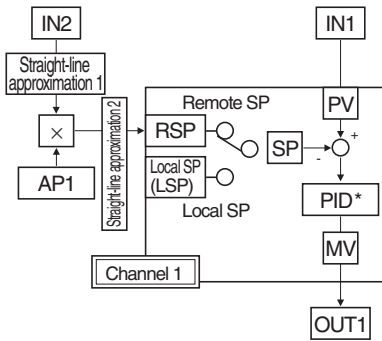 IN2
IN1
Straight-line
approximation 1
×
AP1
Straight-line approximation 2
Remote SP
RSP
Local SP
(LSP)
Local SP
PV
+
SP
-
PID*
MV
Channel 1
OUT1